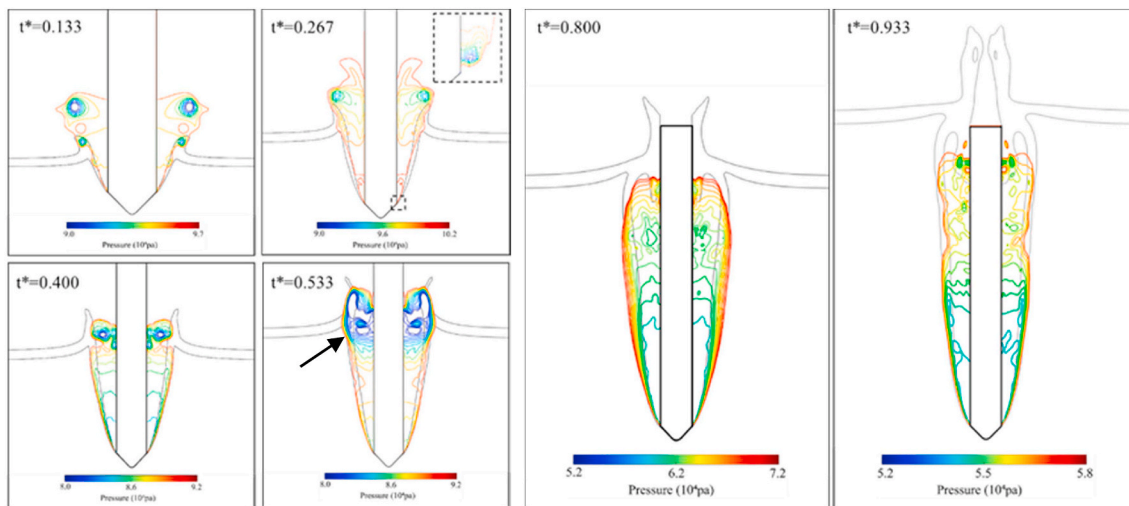 t*=0.133
9.0 9.7
Pressure (10⁴pa)
t*=0.267
9.0 9.6 10.2
Pressure (10⁴pa)
t*=0.400
8.0 8.6 9.2
Pressure (10⁴pa)
t*=0.533
8.0 8.6 9.2
Pressure (10⁴pa)
t*=0.800
5.2 6.2 7.2
Pressure (10⁴pa)
t*=0.933
5.2 5.5 5.8
Pressure (10⁴pa)